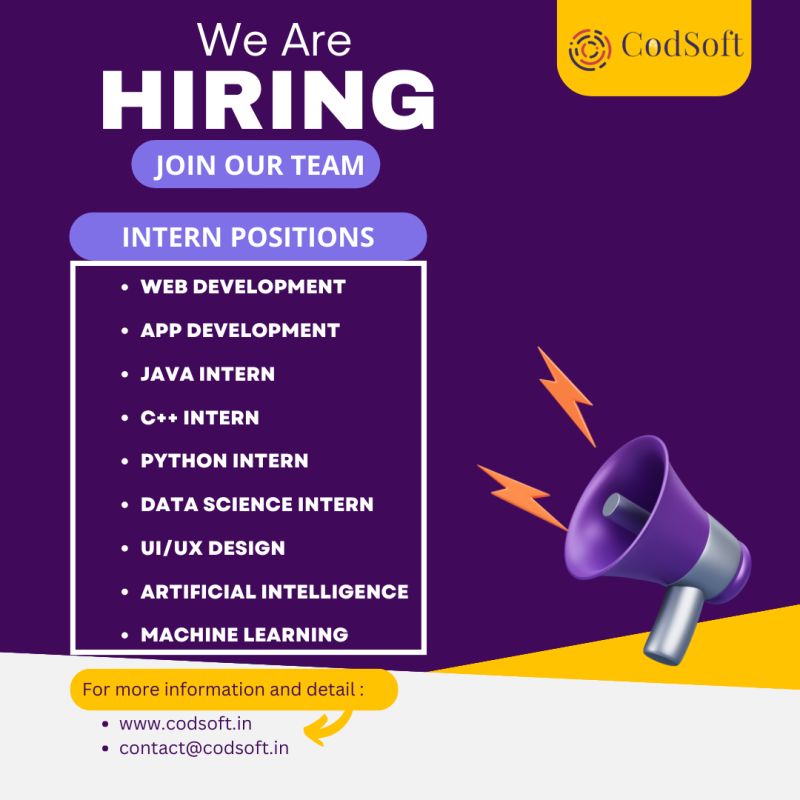 We Are
HIRING
CodSoft
JOIN OUR TEAM
INTERN POSITIONS
• WEB DEVELOPMENT
• APP DEVELOPMENT
• JAVA INTERN
• C++ INTERN
• PYTHON INTERN
• DATA SCIENCE INTERN
• UI/UX DESIGN
• ARTIFICIAL INTELLIGENCE
• MACHINE LEARNING
For more information and detail :
• www.codsoft.in
• contact@codsoft.in